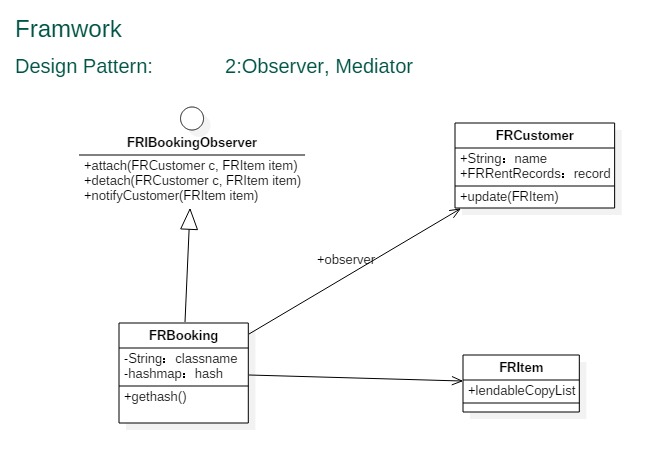 Framwork
Design Pattern: 2:Observer, Mediator
FRIBookingObserver
+attach(FRCustomer c, FRItem item)
+detach(FRCustomer c, FRItem item)
+notifyCustomer(FRItem item)
FRCustomer
+String：name
+FRRentRecords：record
+update(FRItem)
+observer
FRBooking
-String：classname
-hashmap：hash
+gethash()
FRItem
+lendableCopyList